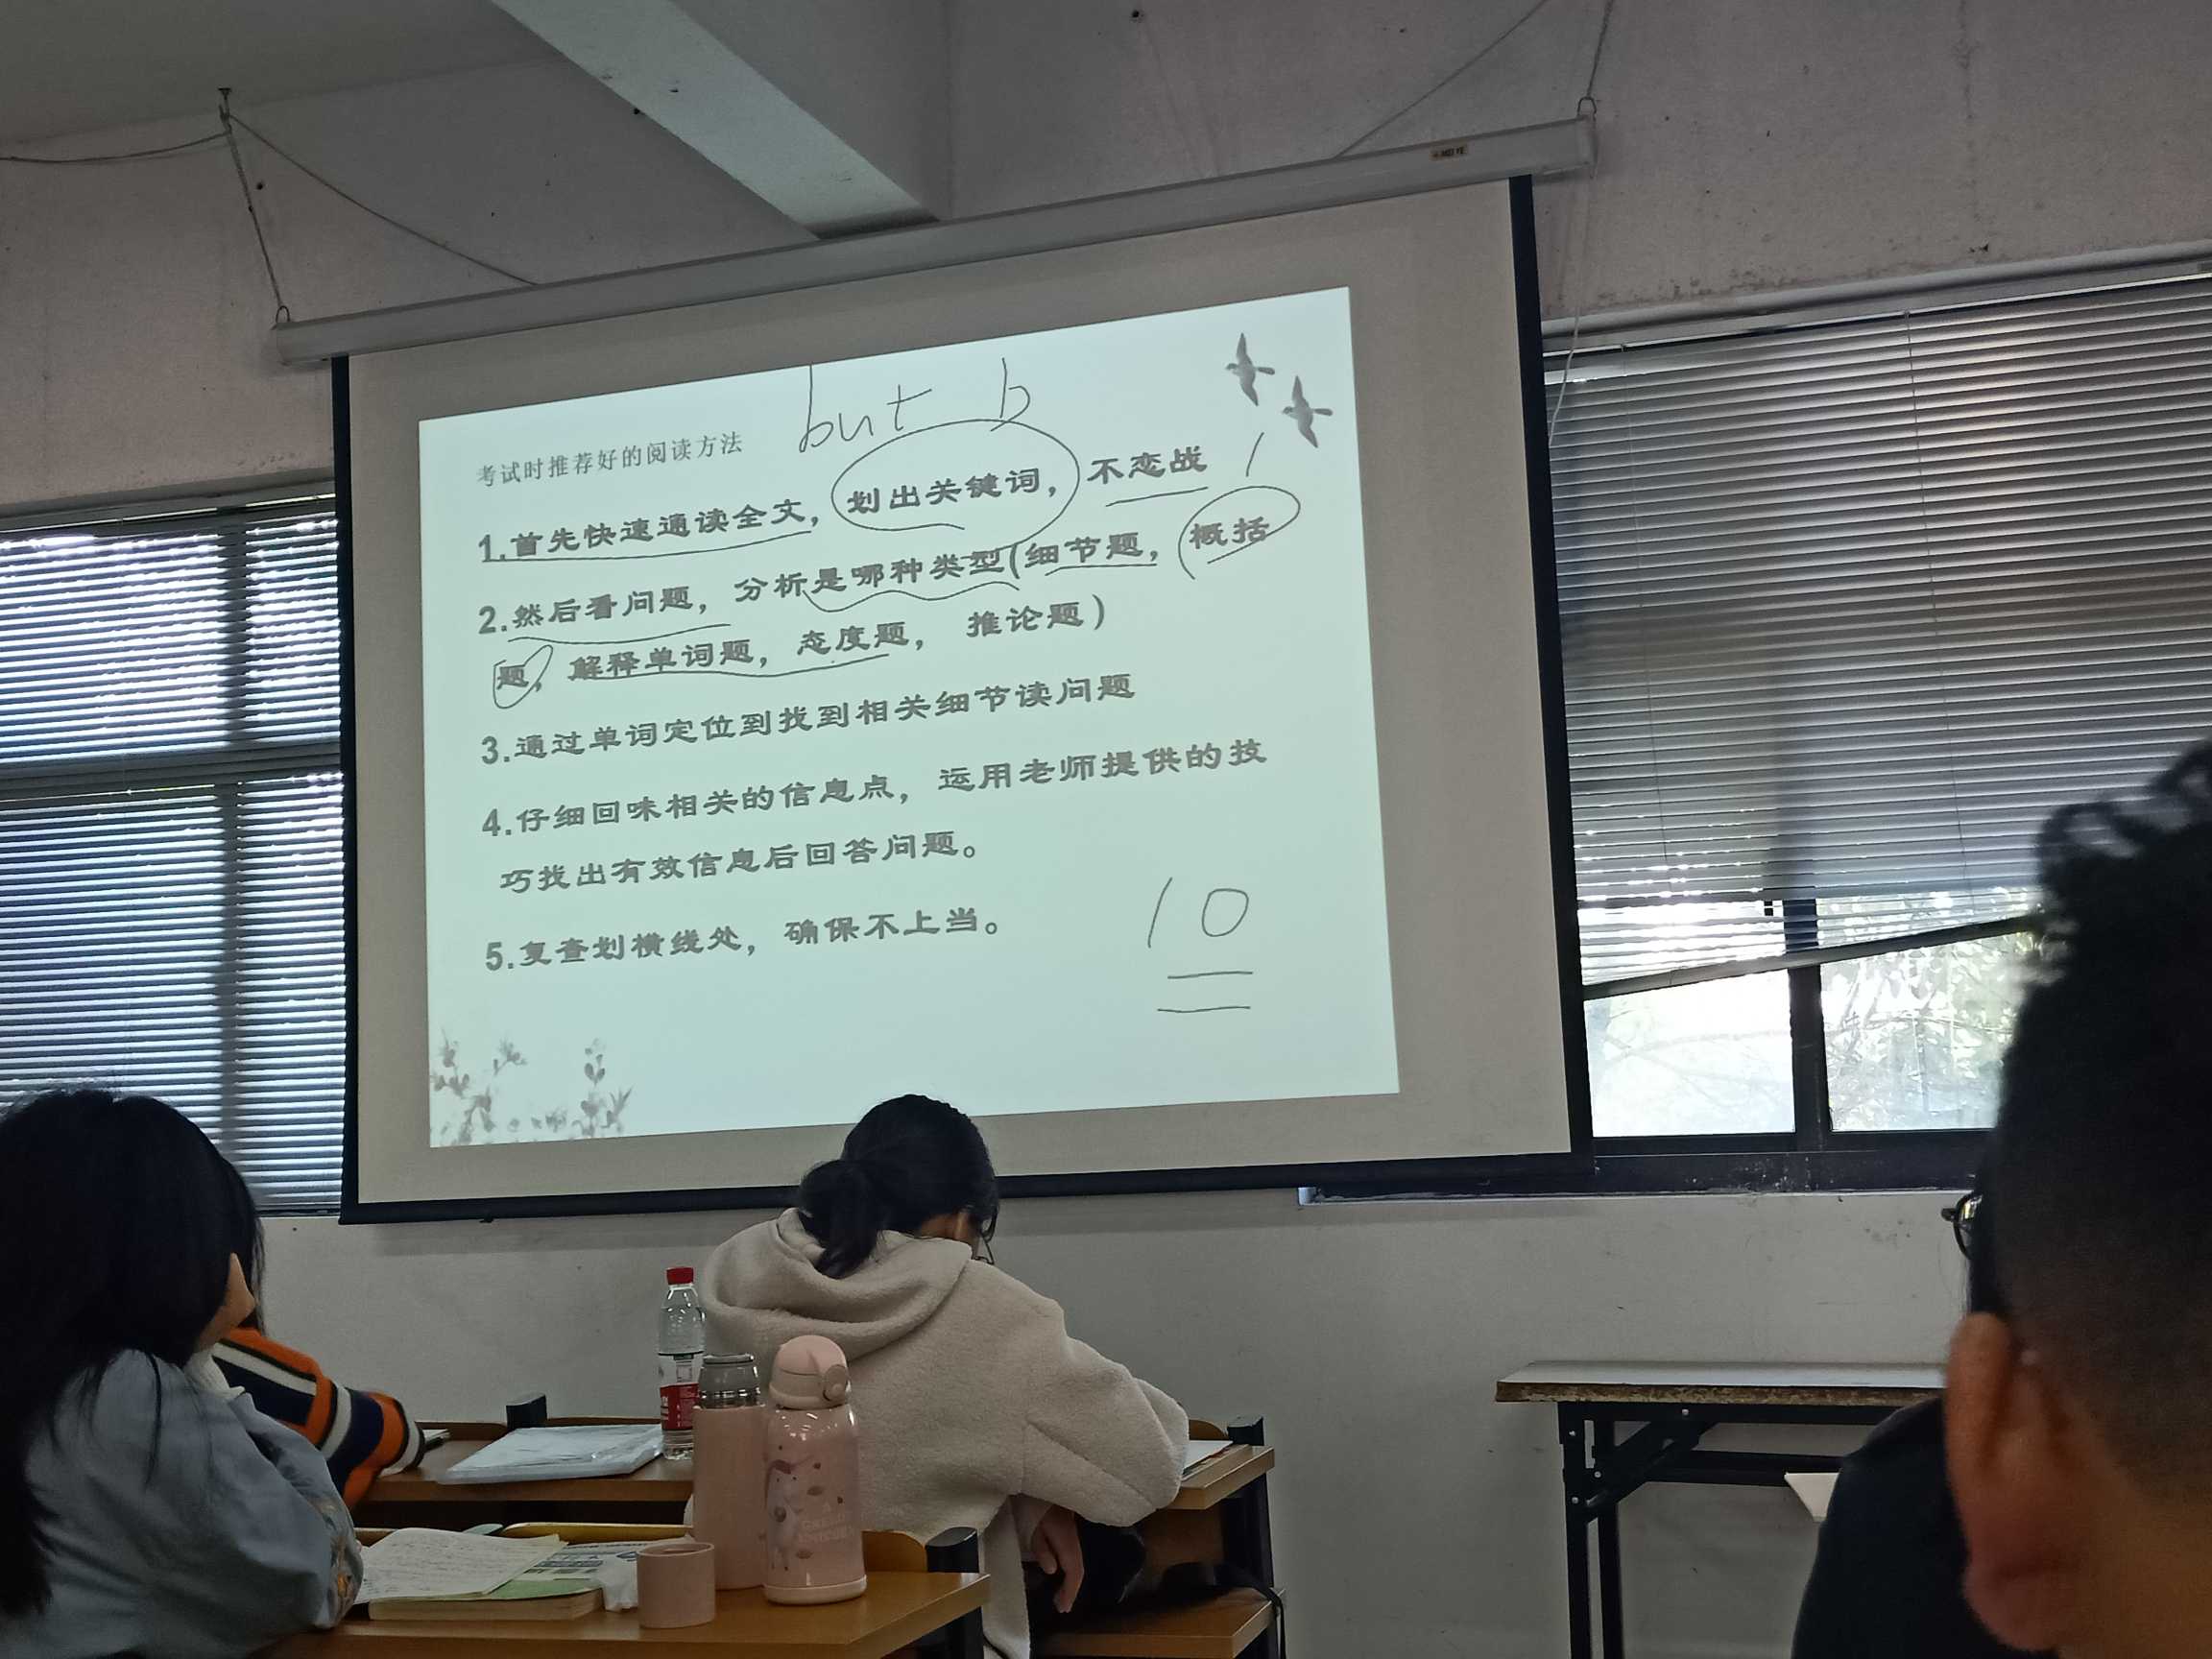 but b
考试时推荐好的阅读方法
1.首先快速通读全文，划出关键词，不恋战
2.然后看问题，分析是哪种类型(细节题，概括
题，解释单词题，态度题， 推论题)
3.通过单词定位到找到相关细节读问题
4.仔细回味相关的信息点，运用老师提供的技
巧找出有效信息后回答问题。
5.复查划横线处，确保不上当。
10